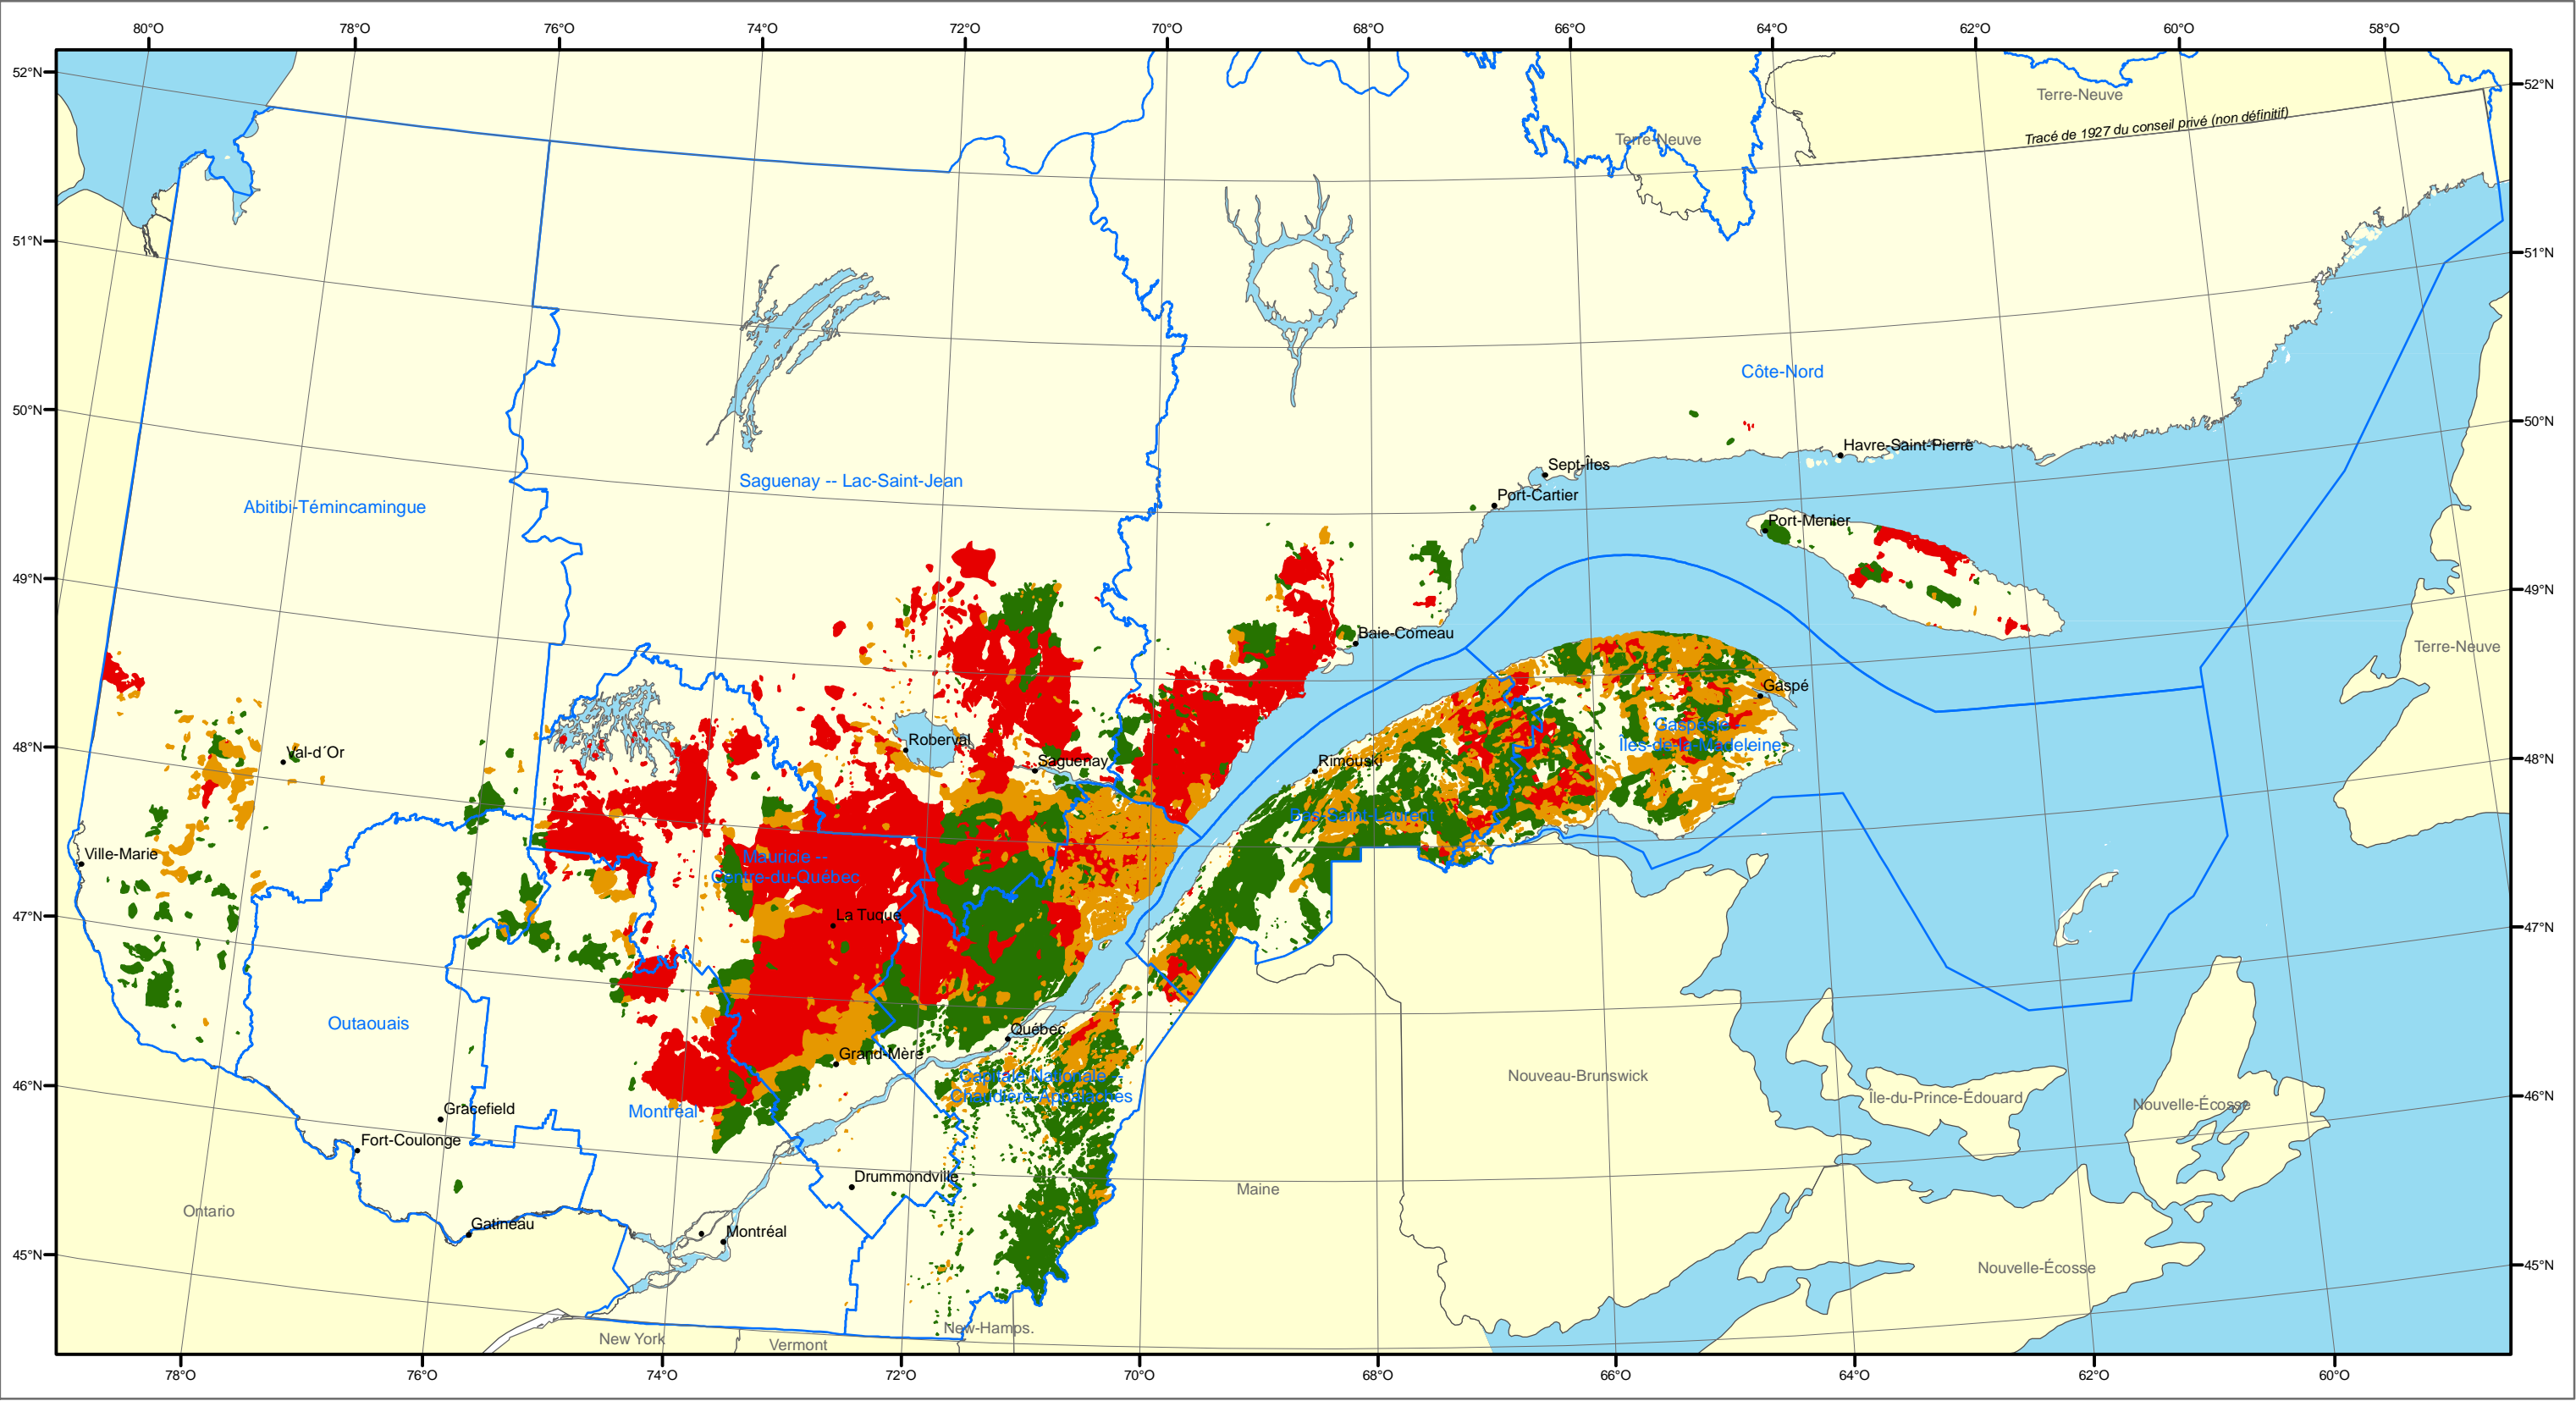 80°O 78°O 76°O 74°O 72°O 70°O 68°O 66°O 64°O 62°O 60°O 58°O
52°N
52°N
Terre-Neuve
Tracé de 1927 du conseil privé (non définitif)
Terre-Neuve
51°N
51°N
Côte-Nord
50°N
50°N
Havre-Saint-Pierre
Sept-Îles
Saguenay -- Lac-Saint-Jean
Port-Cartier
Abitibi-Témincamingue
Port-Menier
49°N
49°N
Baie-Comeau
Terre-Neuve
Gaspé
Gaspésie --
Îles-de-la-Madeleine
Roberval
48°N
Val-d´Or
Saguenay
Rimouski
48°N
Bas-Saint-Laurent
Ville-Marie
Mauricie --
Centre-du-Québec
La Tuque
47°N
47°N
Outaouais
Québec
Grand-Mère
Capitale Nationale --
Chaudière-Appalaches
Nouveau-Brunswick
46°N
46°N
Île-du-Prince-Édouard
Nouvelle-Écosse
Gracefield
Montréal
Fort-Coulonge
Drummondville
Maine
Ontario
Gatineau
Montréal
45°N
45°N
Nouvelle-Écosse
New-Hamps.
New York
Vermont
78°O 76°O 74°O 72°O 70°O 68°O 66°O 64°O 62°O 60°O